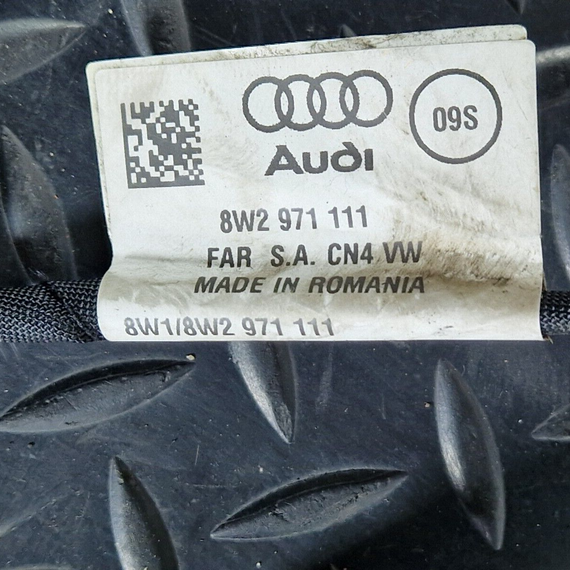 09S
Audi
8W2 971 111
FAR S.A. CN4 VW
MADE IN ROMANIA
8W1/8W2 971 111